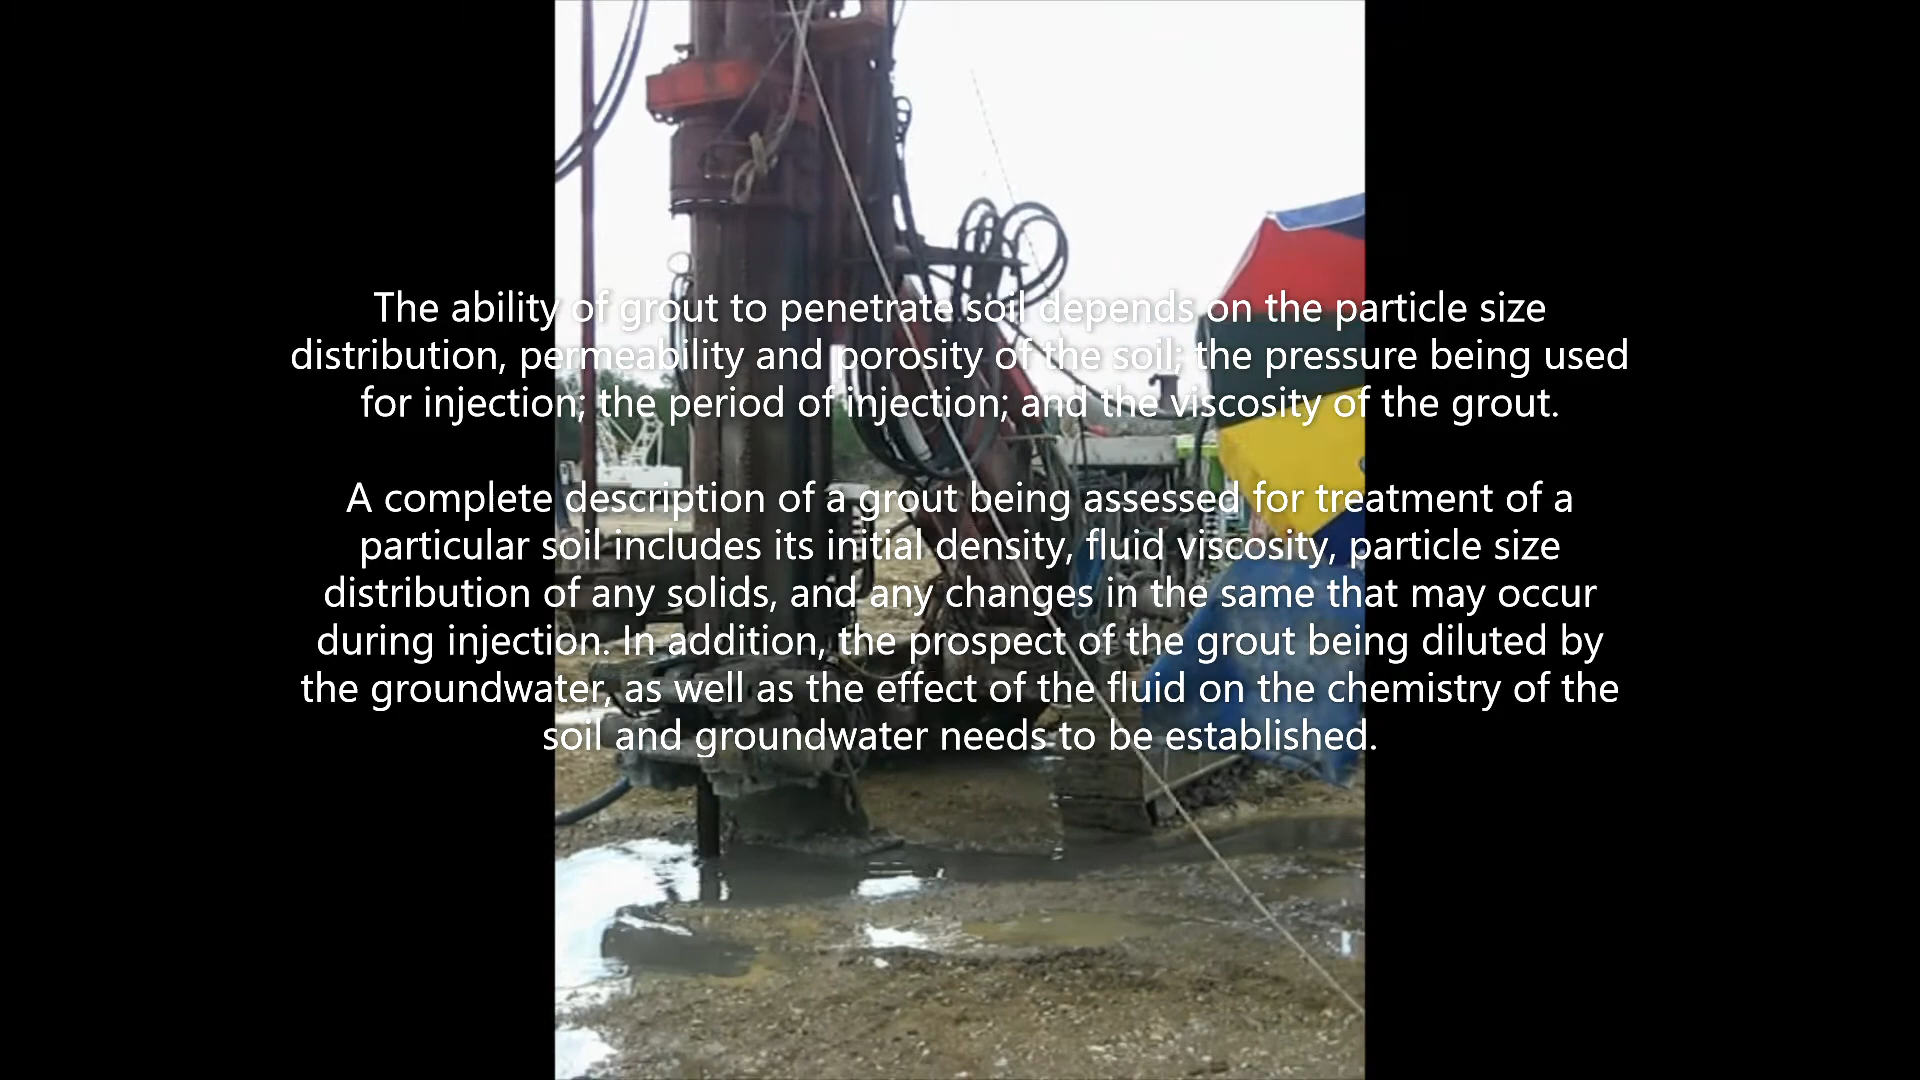 The ability of grout to penetrate soil depends on the particle size
distribution, permeability and porosity of the soil; the pressure being used
for injection; the period of injection; and the viscosity of the grout.
A complete description of a grout being assessed for treatment of a
particular soil includes its initial density, fluid viscosity, particle size
distribution of any solids, and any changes in the same that may occur
during injection. In addition, the prospect of the grout being diluted by
the groundwater, as well as the effect of the fluid on the chemistry of the
soil and groundwater needs to be established.